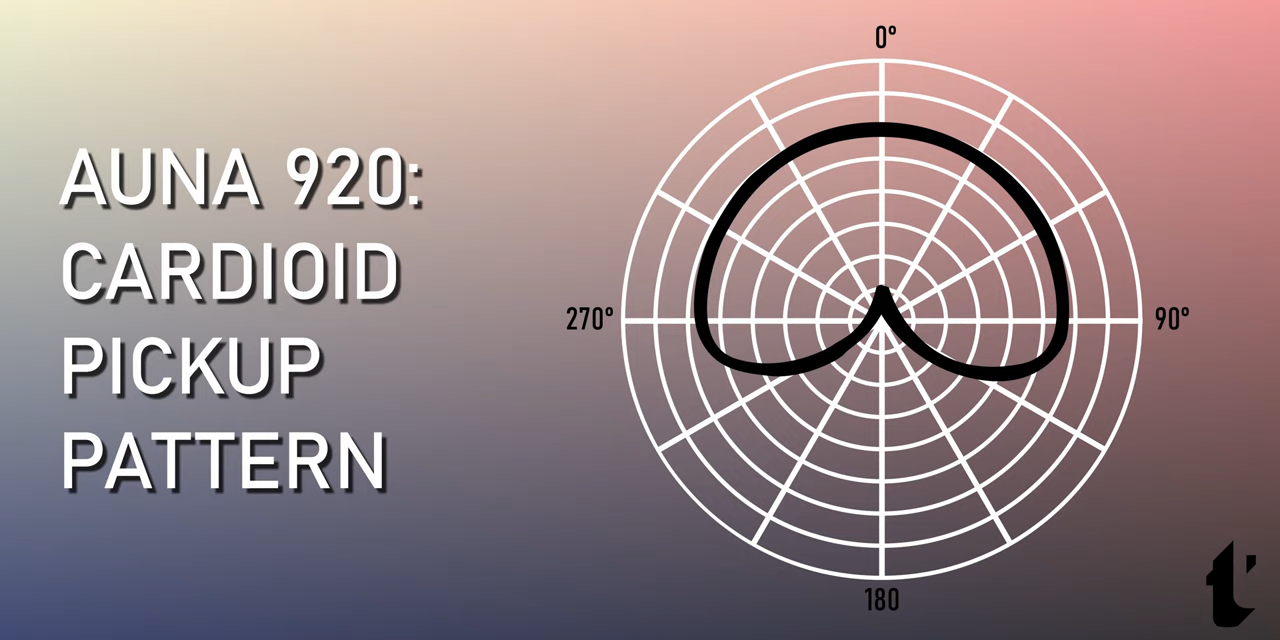 AUNA 920:
CARDIOID
PICKUP
PATTERN
0°
270°
90°
180
t'